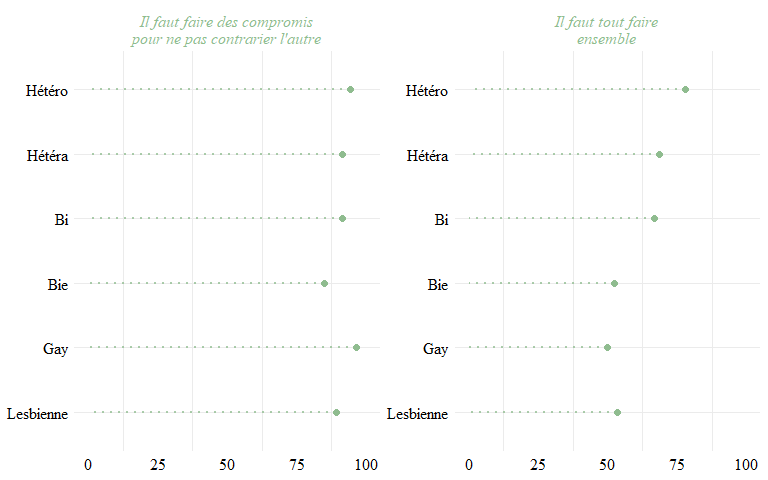 Il faut faire des compromis
pour ne pas contrarier l'autre
Hétéro
Hétéra
Bi
Bie
Gay
Lesbienne
0 25 50 75 100
Il faut tout faire
ensemble
Hétéro
Hétéra
Bi
Bie
Gay
Lesbienne
0 25 50 75 100